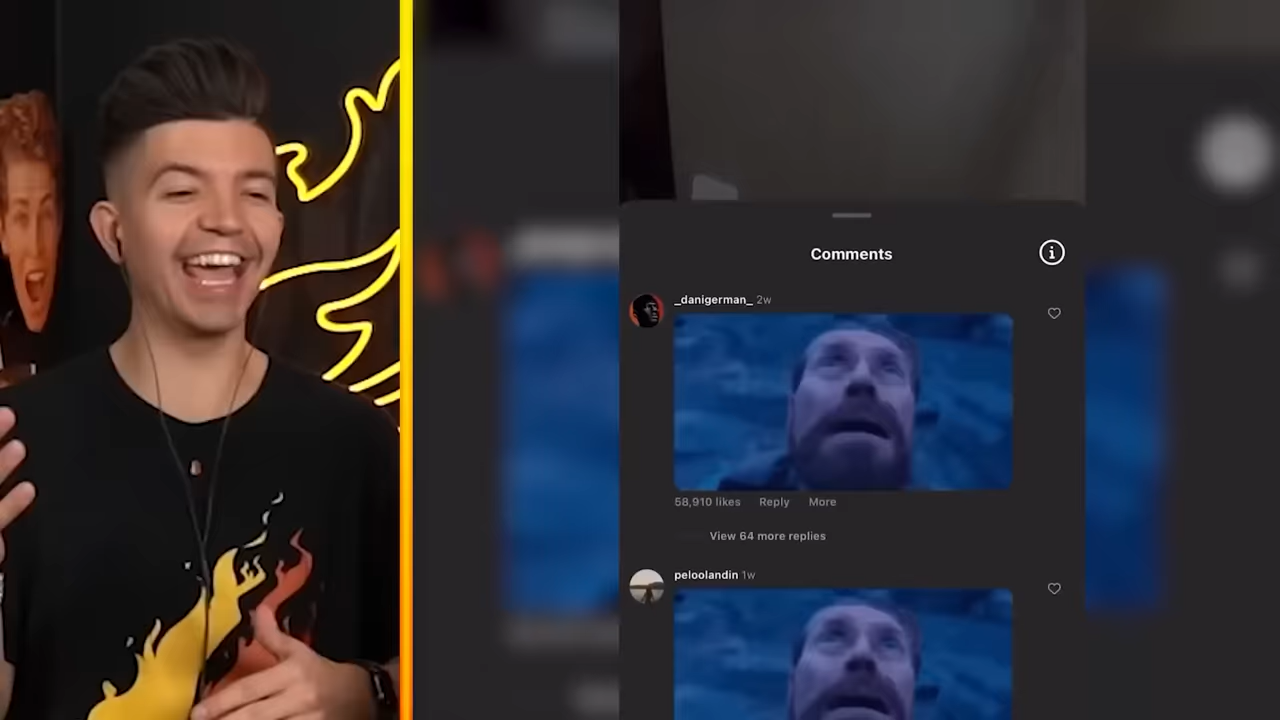 Comments
_danigerman_ 2w
58,910 likes Reply More
View 64 more replies
peloolandin 1w